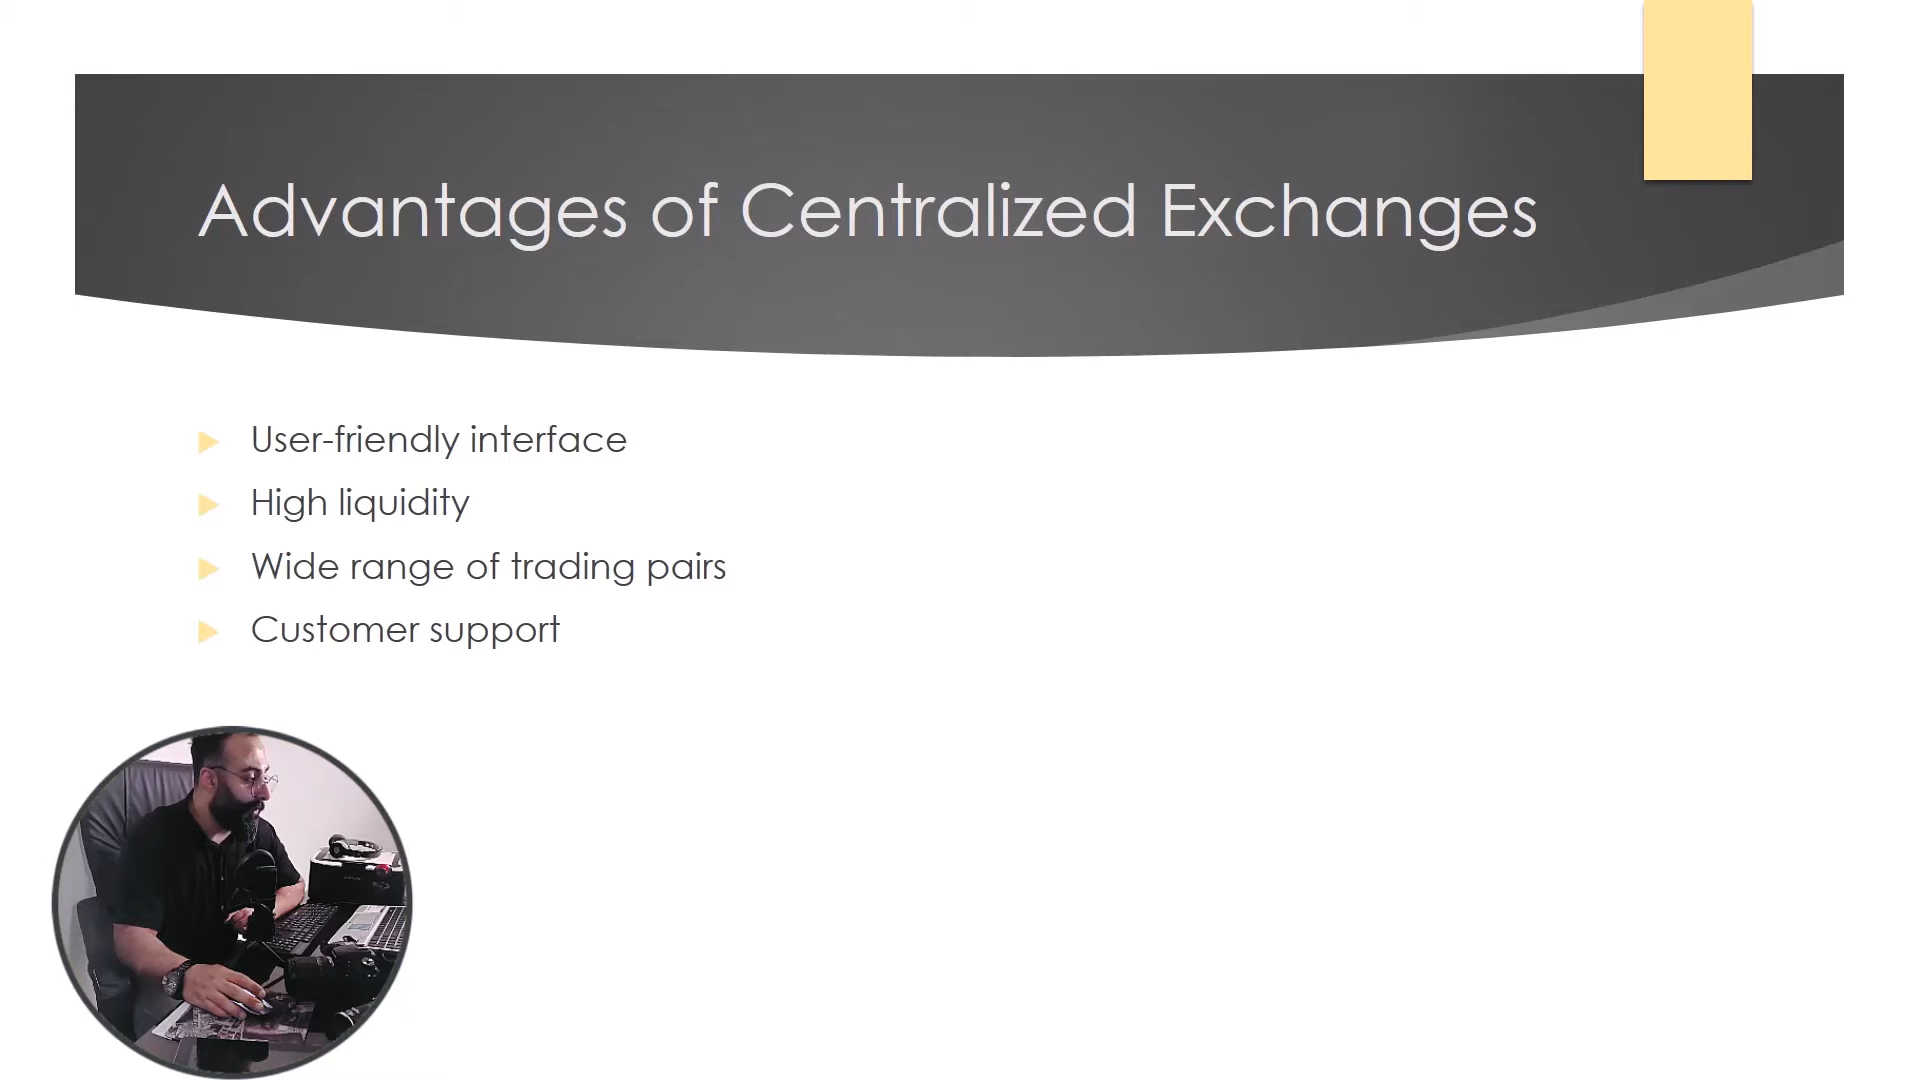 Advantages of Centralized Exchanges
User-friendly interface
High liquidity
Wide range of trading pairs
Customer support